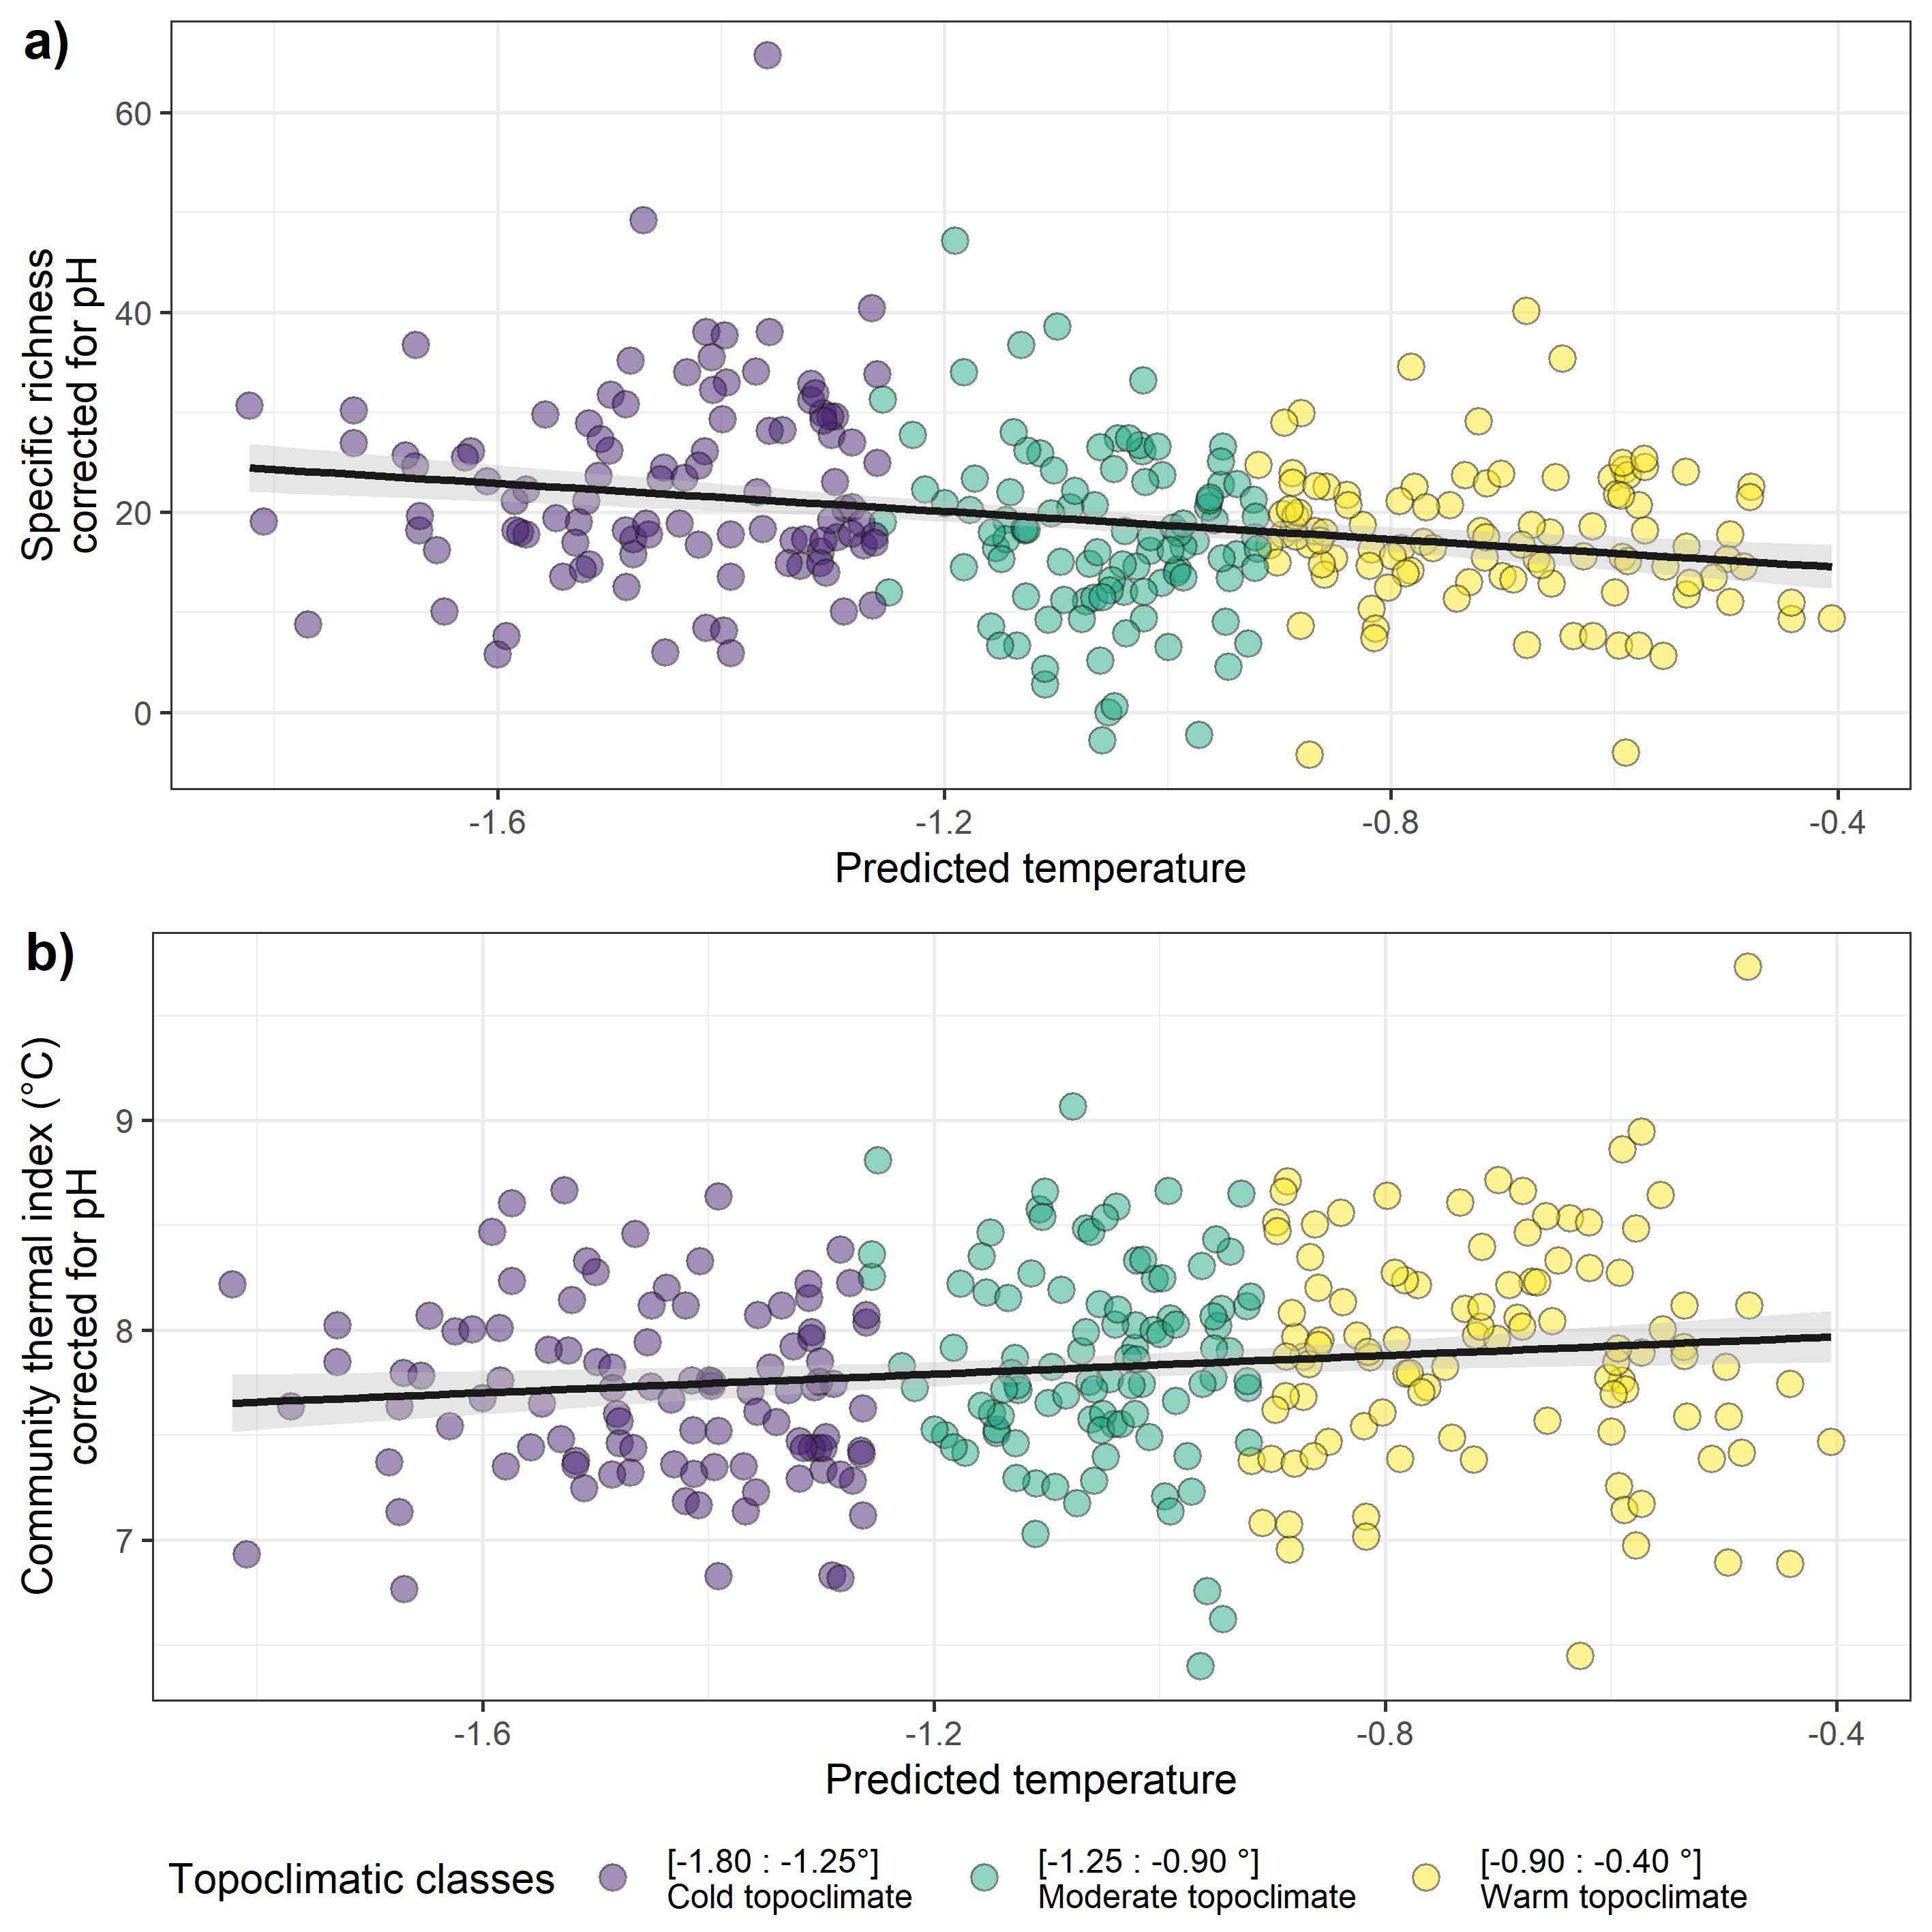 a)
Specific richness
corrected for pH
60
40
20
0
-1.6
-1.2
-0.8
-0.4
Predicted temperature
b)
Community thermal index (°C)
corrected for pH
9
8
7
-1.6
-1.2
-0.8
-0.4
Predicted temperature
Topoclimatic classes
[-1.80 : -1.25°]
Cold topoclimate
[-1.25 : -0.90 °]
Moderate topoclimate
[-0.90 : -0.40 °]
Warm topoclimate